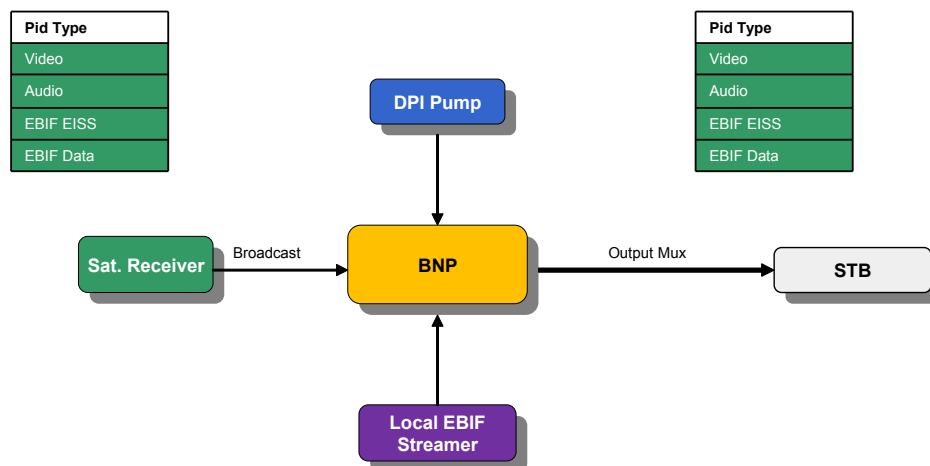 Pid Type
Video
Audio
EBIF EISS
EBIF Data
Pid Type
Video
Audio
EBIF EISS
EBIF Data
DPI Pump
Sat. Receiver
Broadcast
BNP
Output Mux
STB
Local EBIF
Streamer